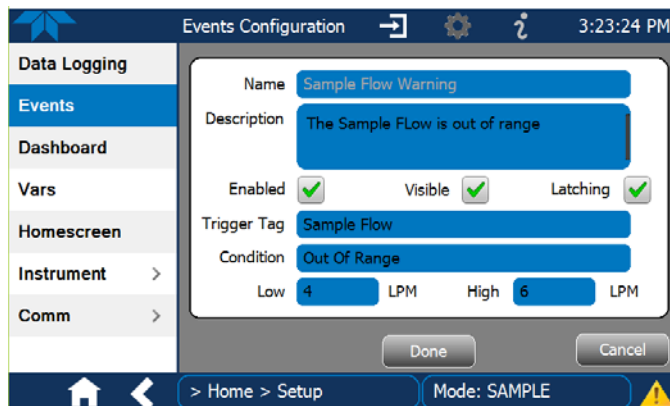 Events Configuration 3:23:24 PM
Data Logging
Events
Dashboard
Vars
Homescreen
Instrument >
Comm >
Name Sample Flow Warning
Description The Sample FLow is out of range
Enabled Visible Latching
Trigger Tag Sample Flow
Condition Out Of Range
Low 4 LPM High 6 LPM
Done Cancel
> Home > Setup Mode: SAMPLE